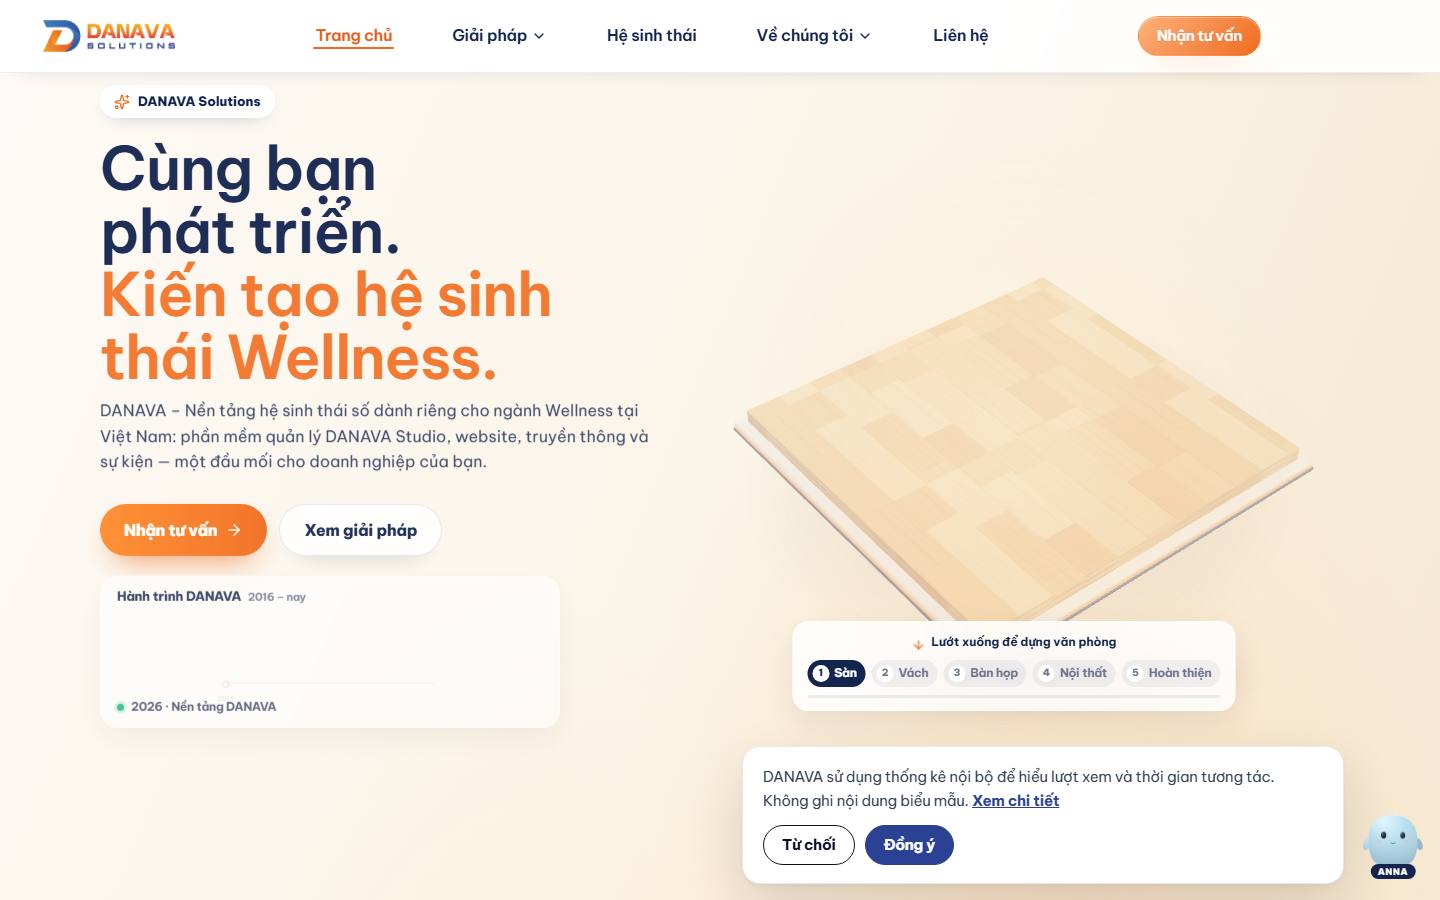 DANAVA
SOLUTIONS
Trang chủ
Giải pháp
Hệ sinh thái
Về chúng tôi
Liên hệ
Nhận tư vấn
DANAVA Solutions
Cùng bạn
phát triển.
Kiến tạo hệ sinh
thái Wellness.
DANAVA – Nền tảng hệ sinh thái số dành riêng cho ngành Wellness tại
Việt Nam: phần mềm quản lý DANAVA Studio, website, truyền thông và
sự kiện — một đầu mối cho doanh nghiệp của bạn.
Nhận tư vấn
Xem giải pháp
Hành trình DANAVA 2016 – nay
2026 · Nền tảng DANAVA
Lướt xuống để dựng văn phòng
1 Sàn
2 Vách
3 Bàn họp
4 Nội thất
5 Hoàn thiện
DANAVA sử dụng thống kê nội bộ để hiểu lượt xem và thời gian tương tác.
Không ghi nội dung biểu mẫu. Xem chi tiết
Từ chối
Đồng ý
ANNA